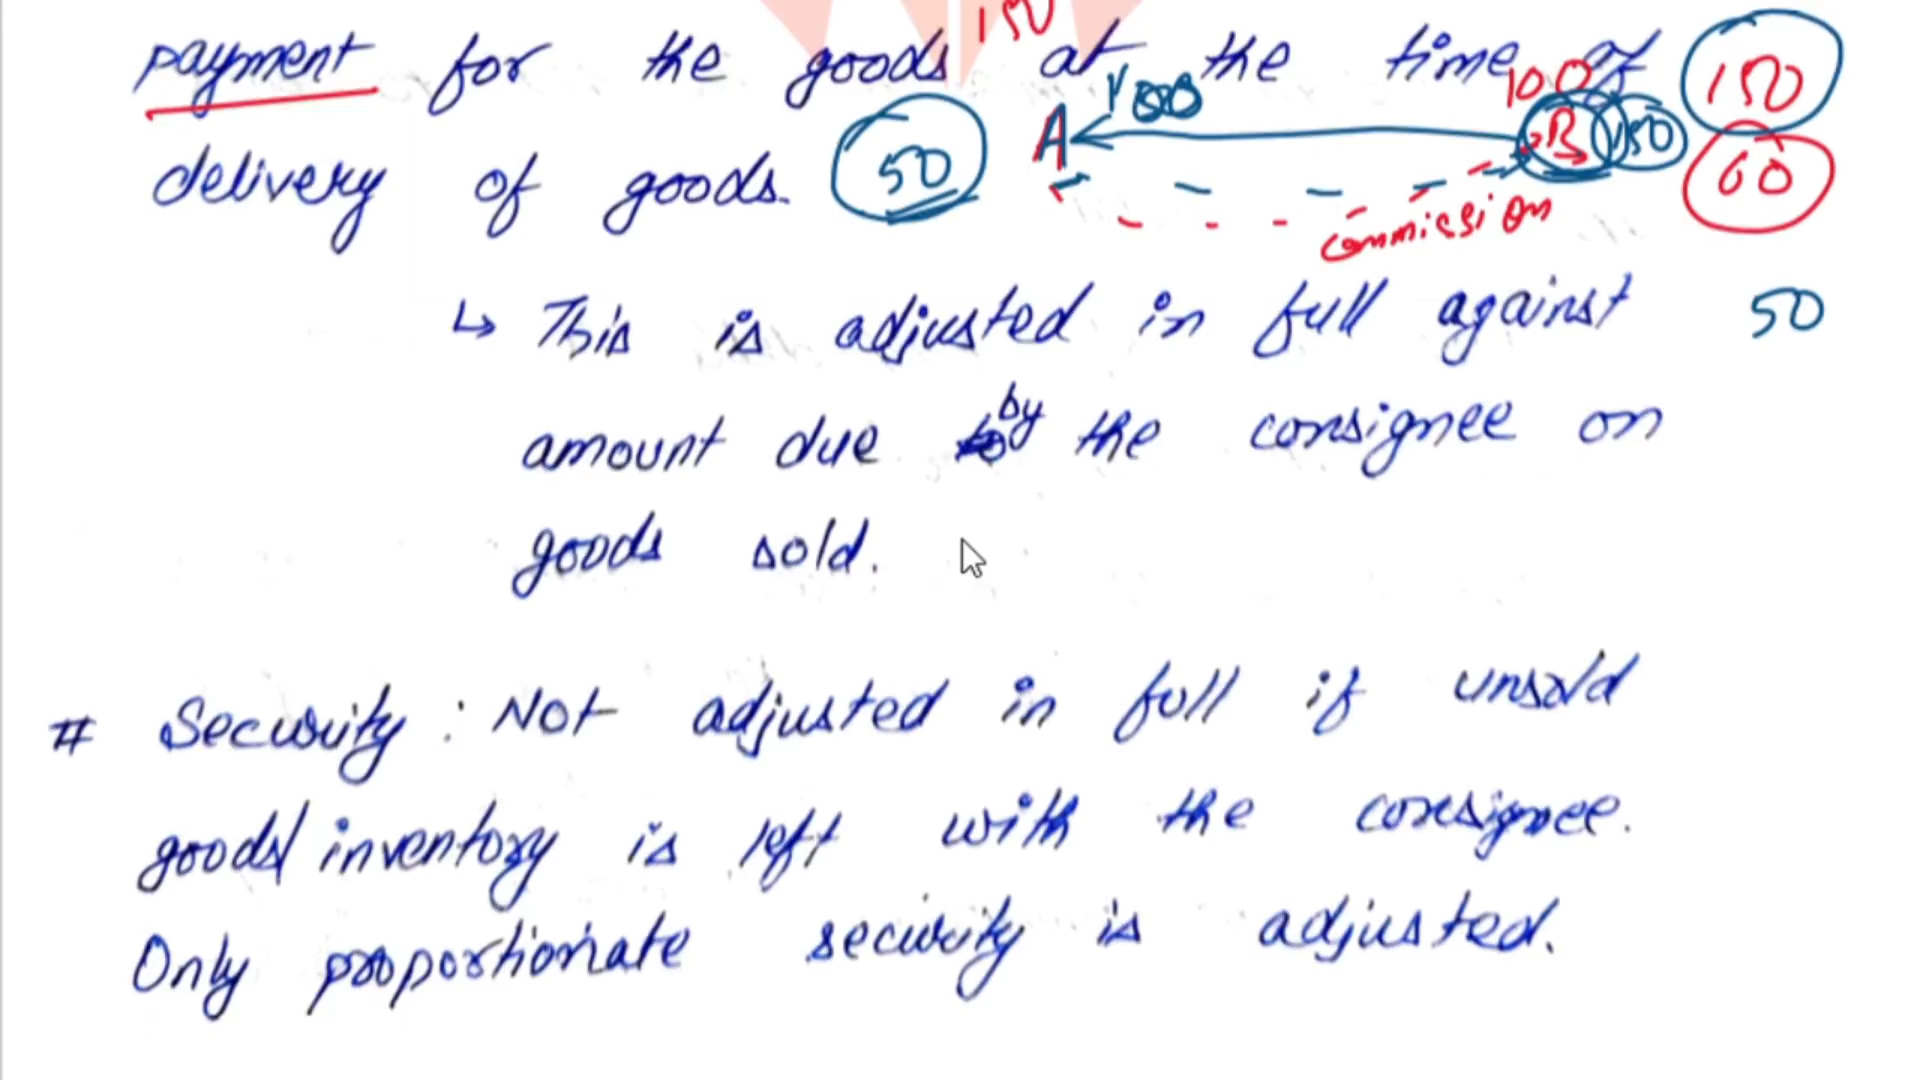 150
payment for the goods at the time of
100
150
A
B
150
delivery of goods.
50
60
commission
↳ This is adjusted in full against
50
amount due by the consignee on
goods sold.
# Security : Not adjusted in full if unsold
goods/inventory is left with the consignee.
Only proportionate security is adjusted.